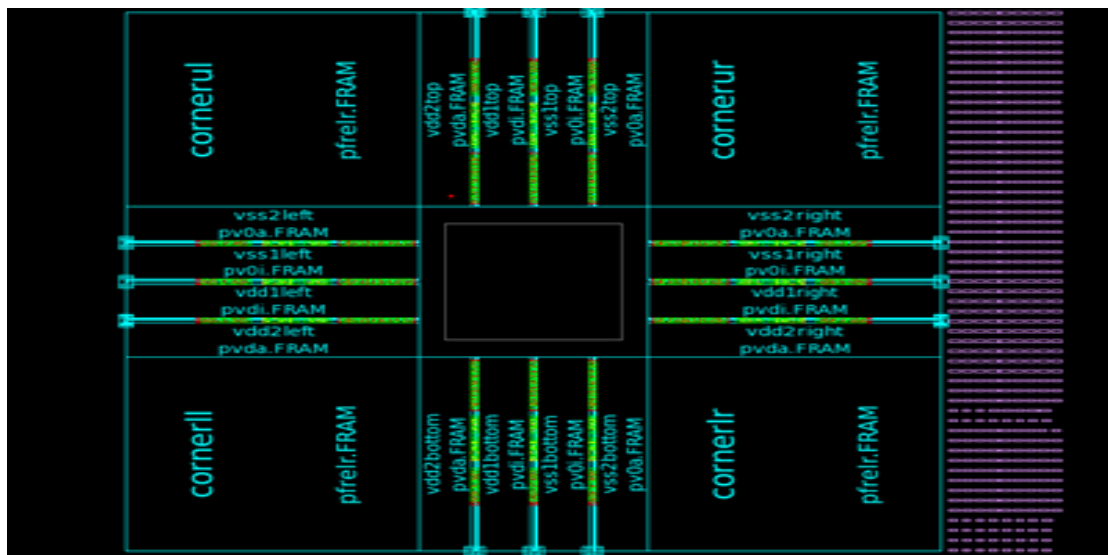 cornerul
pfrelr.FRAM
vdd2top
pvda.FRAM
vdd1top
pvdi.FRAM
vss1top
pv0i.FRAM
vss2top
pv0a.FRAM
cornerur
pfrelr.FRAM
vss2left
pv0a.FRAM
vss1left
pv0i.FRAM
vdd1left
pvdi.FRAM
vdd2left
pvda.FRAM
vss2right
pv0a.FRAM
vss1right
pv0i.FRAM
vdd1right
pvdi.FRAM
vdd2right
pvda.FRAM
cornerll
pfrelr.FRAM
vdd2bottom
pvda.FRAM
vdd1bottom
pvdi.FRAM
vss1bottom
pv0i.FRAM
vss2bottom
pv0a.FRAM
cornerlr
pfrelr.FRAM